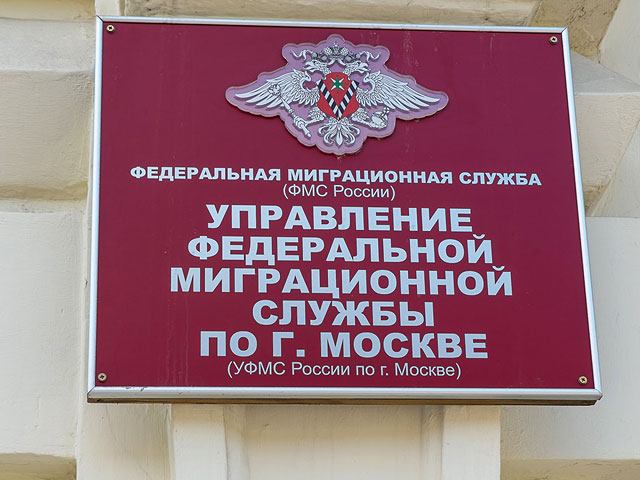 ФЕДЕРАЛЬНАЯ МИГРАЦИОННАЯ СЛУЖБА
(ФМС России)
УПРАВЛЕНИЕ
ФЕДЕРАЛЬНОЙ
МИГРАЦИОННОЙ
СЛУЖБЫ
ПО Г. МОСКВЕ
(УФМС России по г. Москве)